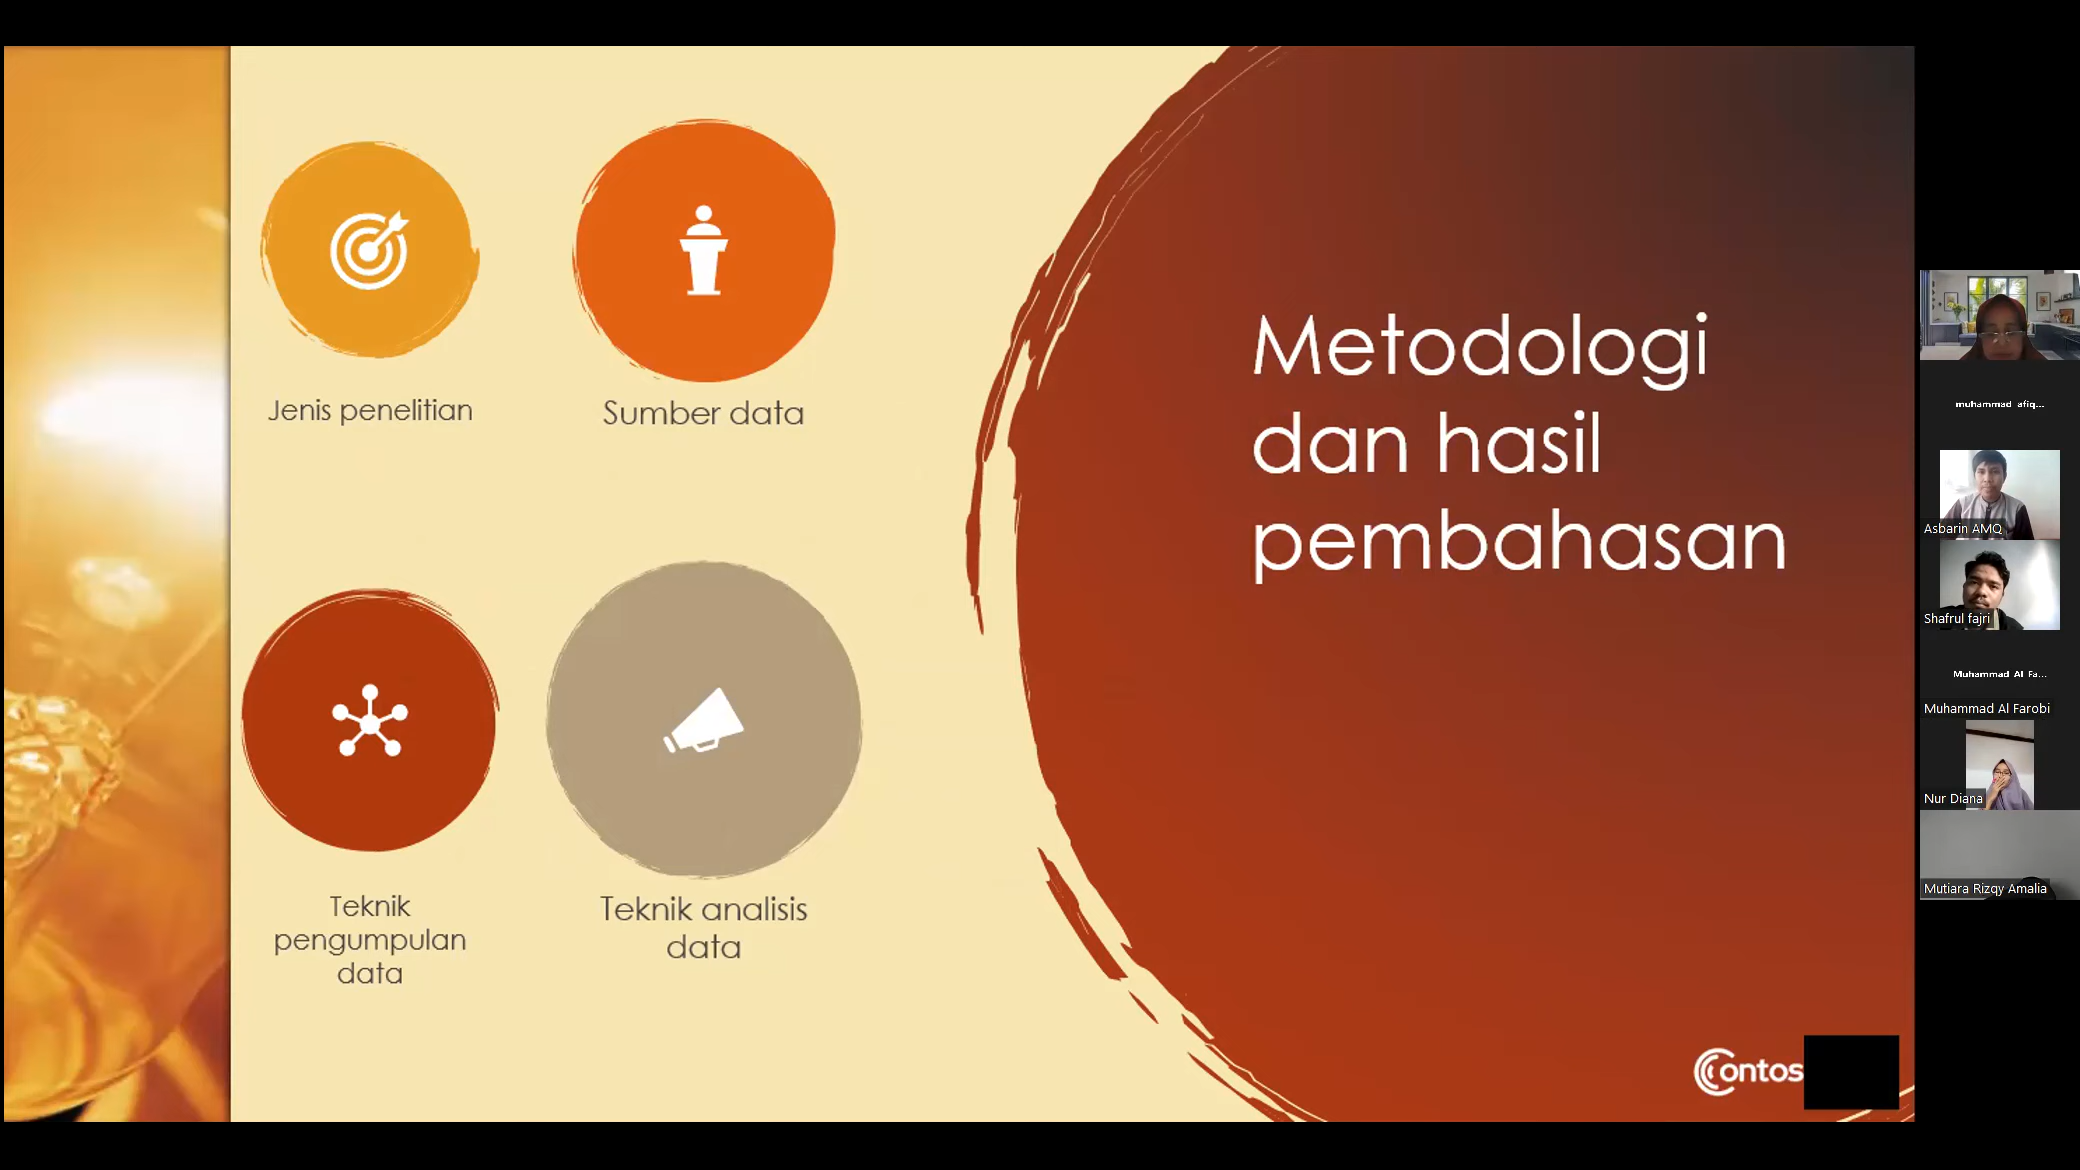 Jenis penelitian
Sumber data
Teknik
pengumpulan
data
Teknik analisis
data
Metodologi
dan hasil
pembahasan
Contos
muhammad afiq...
Asbarin AMQ
Shafrul fajri
Muhammad Al Fa...
Muhammad Al Farobi
Nur Diana
Mutiara Rizqy Amalia